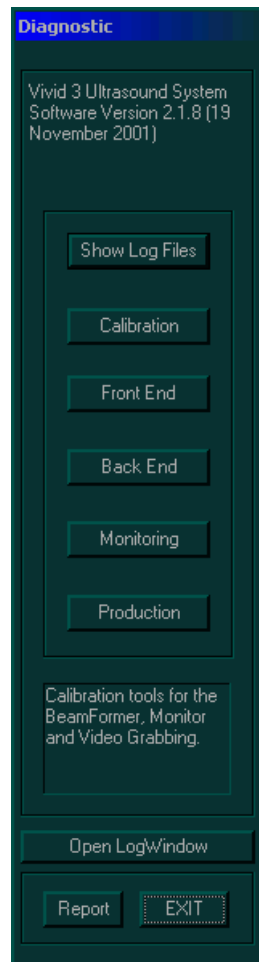 Diagnostic
Vivid 3 Ultrasound System
Software Version 2.1.8 (19
November 2001)
Show Log Files
Calibration
Front End
Back End
Monitoring
Production
Calibration tools for the
BeamFormer, Monitor
and Video Grabbing.
Open LogWindow
Report
EXIT